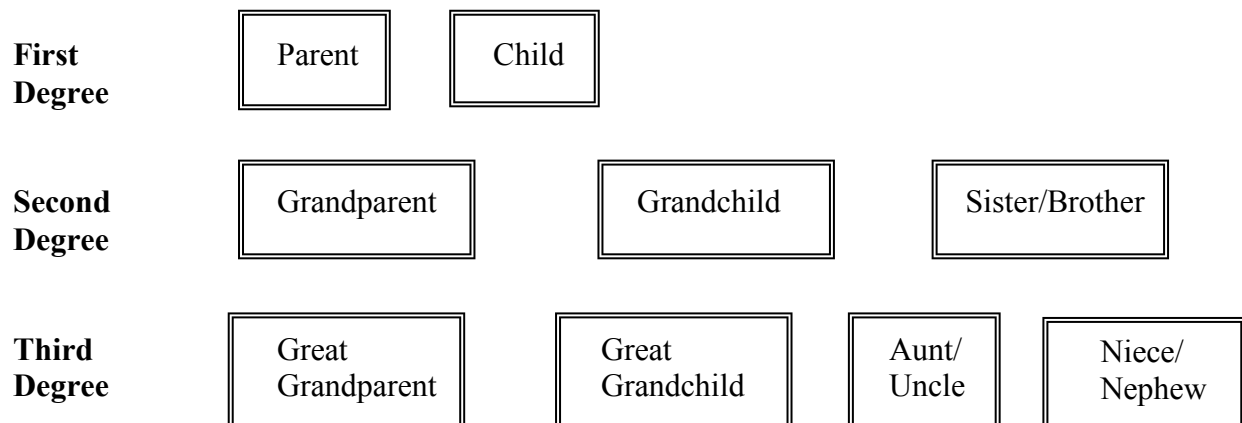 First
Degree
Parent
Child
Second
Degree
Grandparent
Grandchild
Sister/Brother
Third
Degree
Great
Grandparent
Great
Grandchild
Aunt/
Uncle
Niece/
Nephew